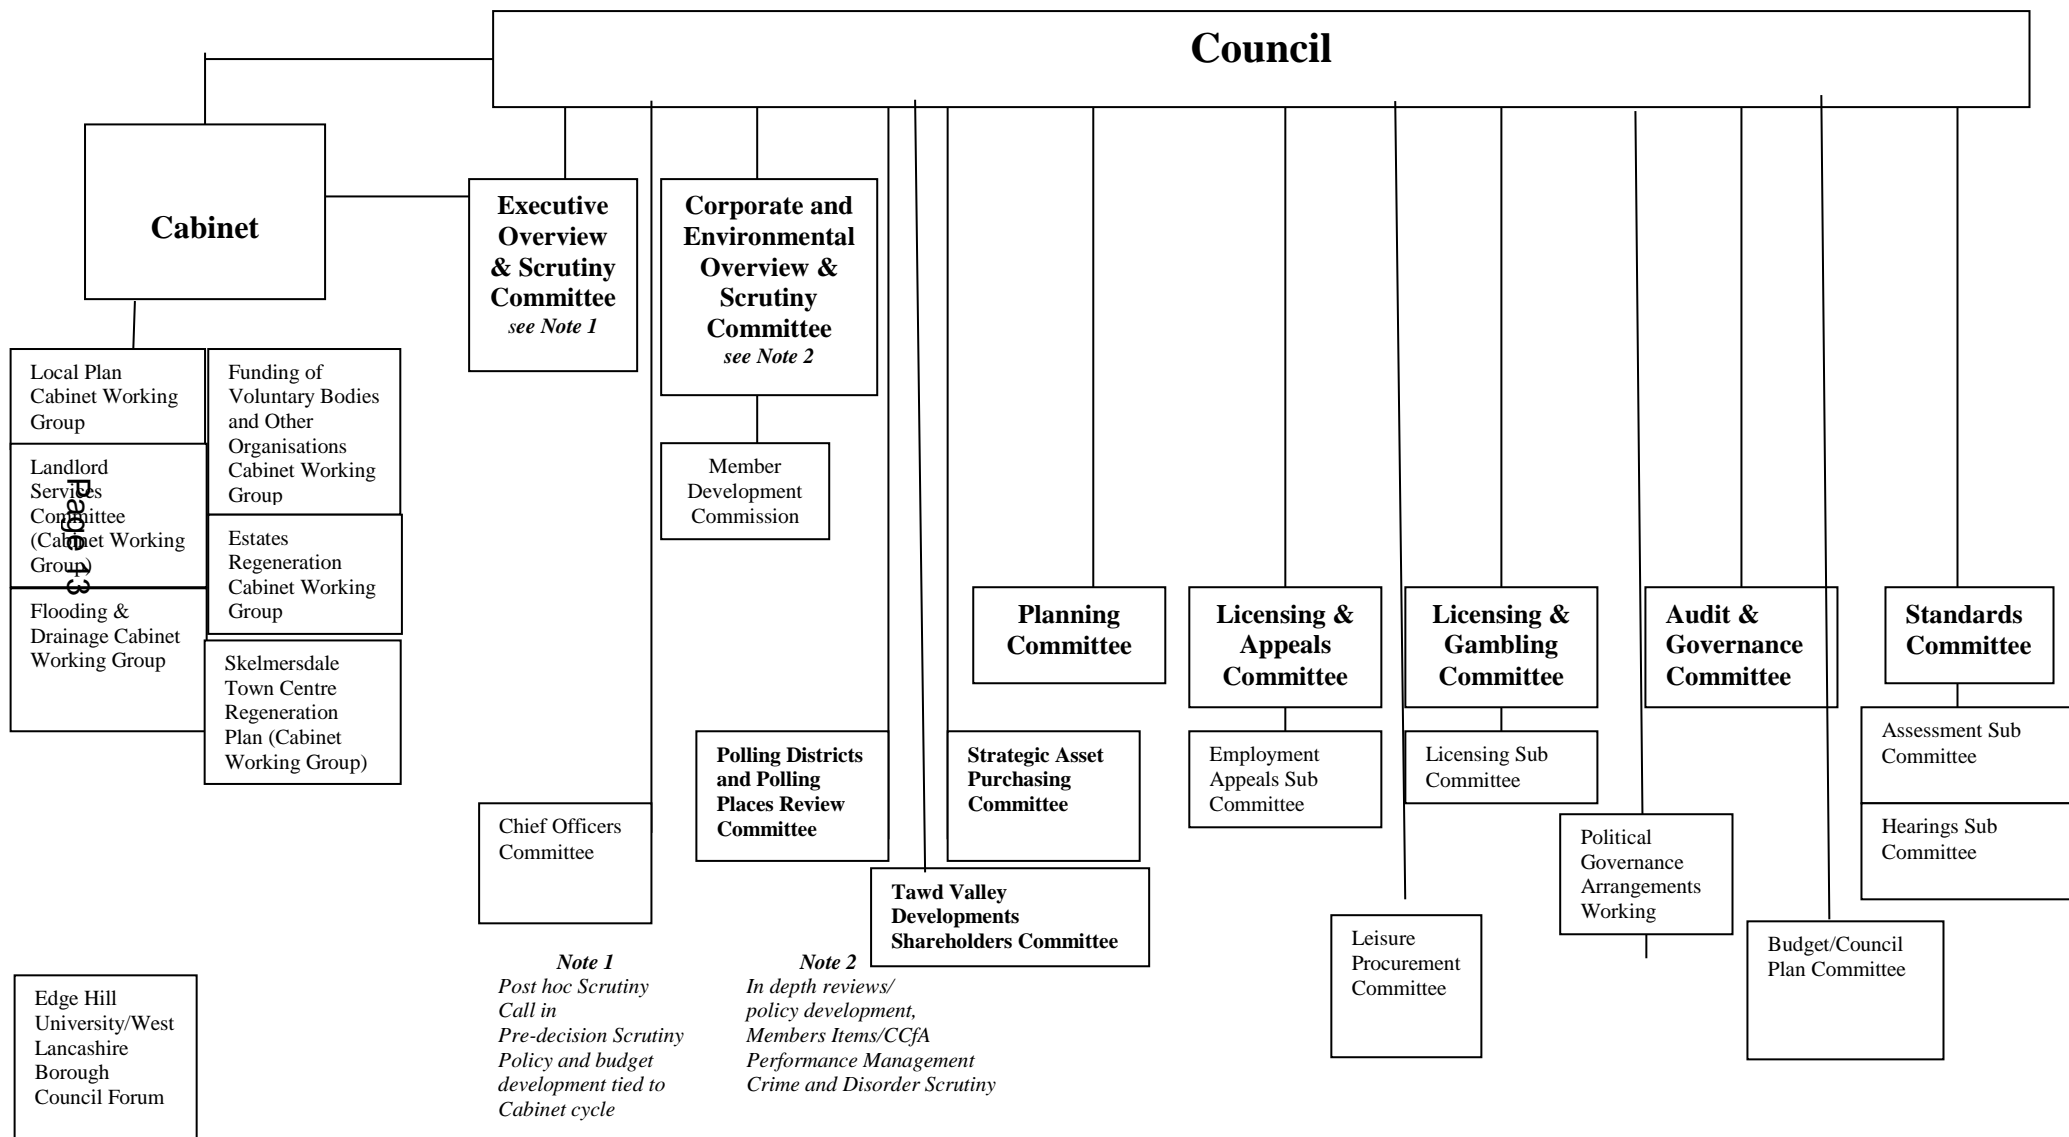 Council
Cabinet
Executive
Overview
& Scrutiny
Committee
see Note 1
Corporate and
Environmental
Overview &
Scrutiny
Committee
see Note 2
Local Plan
Cabinet Working
Group
Funding of
Voluntary Bodies
and Other
Organisations
Cabinet Working
Group
Landlord
Services
Committee
(Cabinet Working
Group)
Page 13
Estates
Regeneration
Cabinet Working
Group
Flooding &
Drainage Cabinet
Working Group
Skelmersdale
Town Centre
Regeneration
Plan (Cabinet
Working Group)
Member
Development
Commission
Planning
Committee
Licensing &
Appeals
Committee
Licensing &
Gambling
Committee
Audit &
Governance
Committee
Standards
Committee
Polling Districts
and Polling
Places Review
Committee
Strategic Asset
Purchasing
Committee
Employment
Appeals Sub
Committee
Licensing Sub
Committee
Assessment Sub
Committee
Hearings Sub
Committee
Chief Officers
Committee
Tawd Valley
Developments
Shareholders Committee
Political
Governance
Arrangements
Working
Leisure
Procurement
Committee
Budget/Council
Plan Committee
Edge Hill
University/West
Lancashire
Borough
Council Forum
Note 1
Post hoc Scrutiny
Call in
Pre-decision Scrutiny
Policy and budget
development tied to
Cabinet cycle
Note 2
In depth reviews/
policy development,
Members Items/CCfA
Performance Management
Crime and Disorder Scrutiny